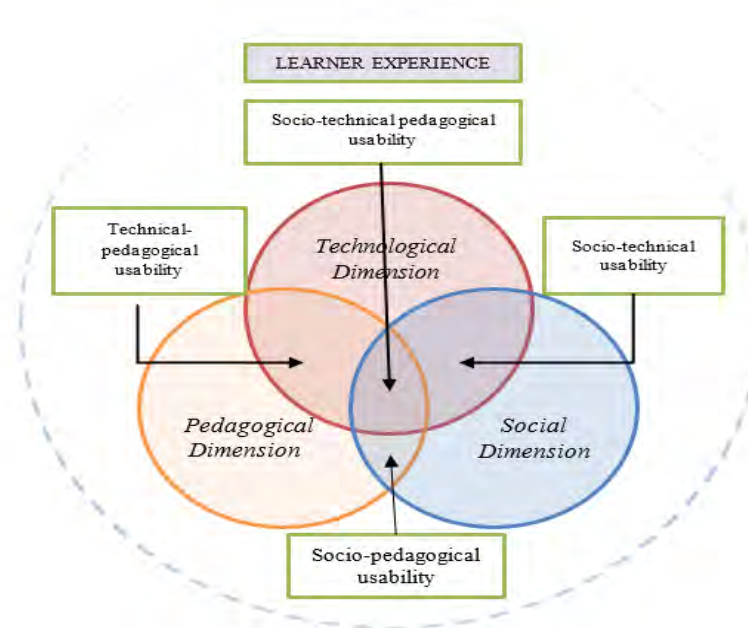 LEARNER EXPERIENCE
Socio-technical pedagogical
usability
Technical-
pedagogical
usability
Technological
Dimension
Socio-technical
usability
Pedagogical
Dimension
Social
Dimension
Socio-pedagogical
usability